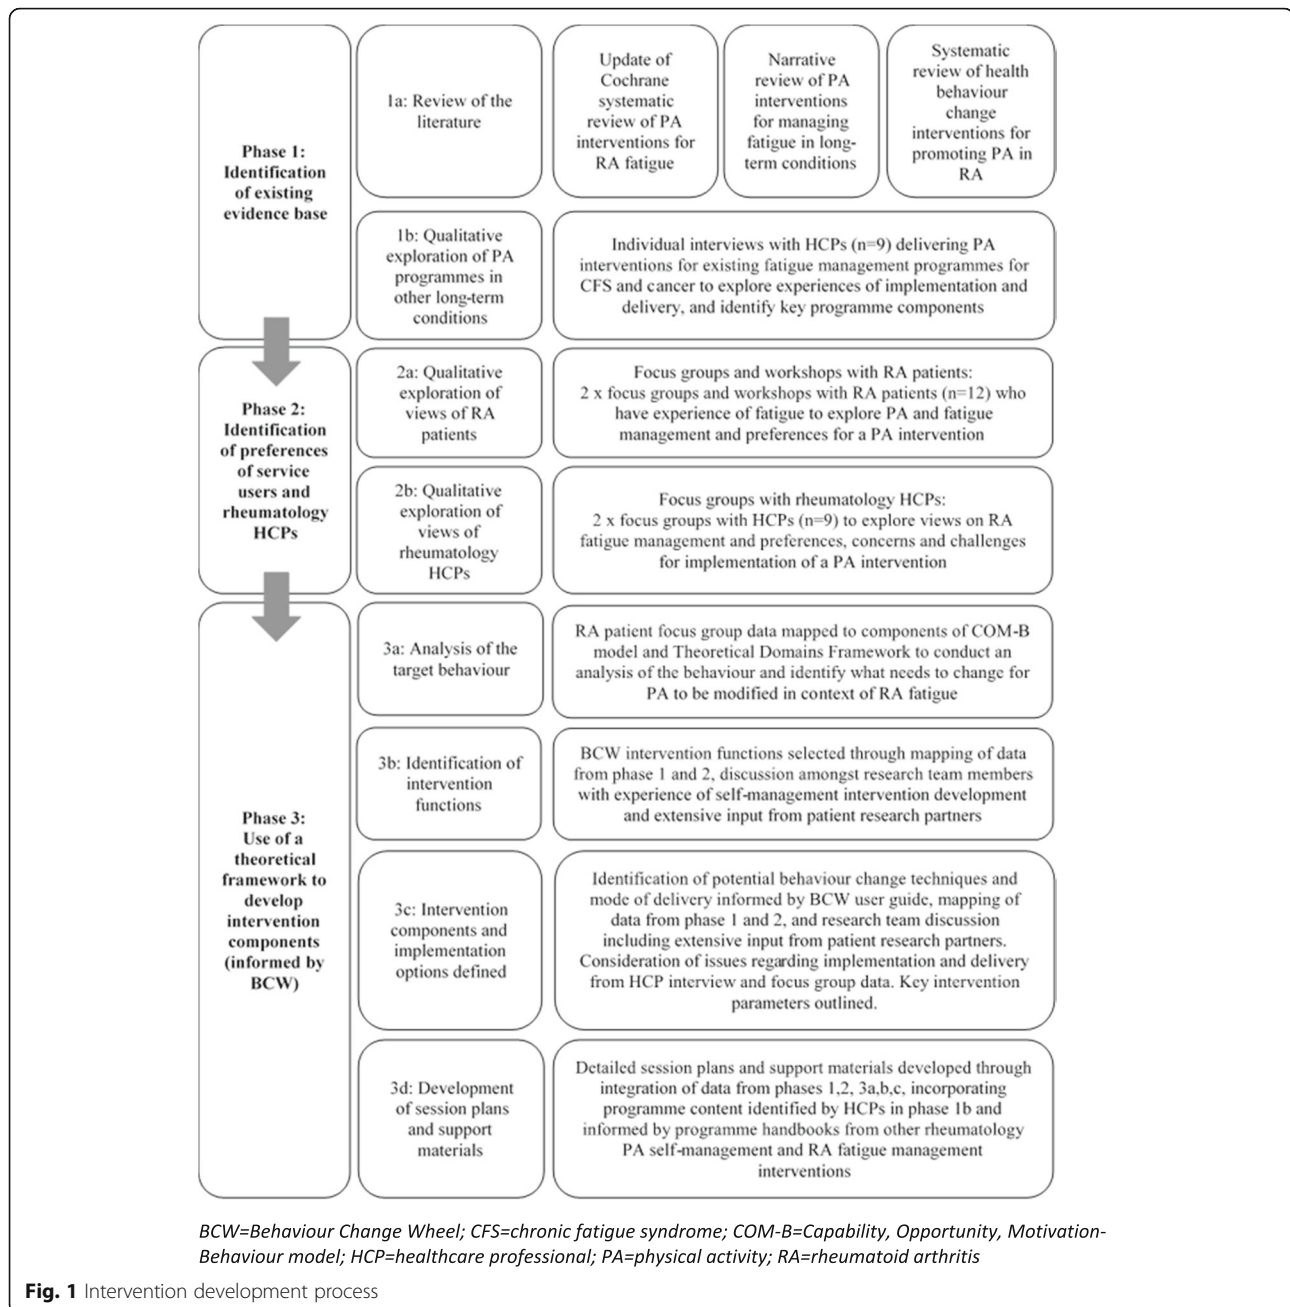 Phase 1:
Identification
of existing
evidence base
1a: Review of the
literature
Update of
Cochrane
systematic
review of PA
interventions for
RA fatigue
Narrative
review of PA
interventions
for managing
fatigue in long-
term conditions
Systematic
review of health
behaviour
change
interventions for
promoting PA in
RA
1b: Qualitative
exploration of PA
programmes in
other long-term
conditions
Individual interviews with HCPs (n=9) delivering PA
interventions for existing fatigue management programmes for
CFS and cancer to explore experiences of implementation and
delivery, and identify key programme components
Phase 2:
Identification
of preferences
of service
users and
rheumatology
HCPs
2a: Qualitative
exploration of
views of RA
patients
Focus groups and workshops with RA patients:
2 x focus groups and workshops with RA patients (n=12) who
have experience of fatigue to explore PA and fatigue
management and preferences for a PA intervention
2b: Qualitative
exploration of
views of
rheumatology
HCPs
Focus groups with rheumatology HCPs:
2 x focus groups with HCPs (n=9) to explore views on RA
fatigue management and preferences, concerns and challenges
for implementation of a PA intervention
Phase 3:
Use of a
theoretical
framework to
develop
intervention
components
(informed by
BCW)
3a: Analysis of the
target behaviour
RA patient focus group data mapped to components of COM-B
model and Theoretical Domains Framework to conduct an
analysis of the behaviour and identify what needs to change for
PA to be modified in context of RA fatigue
3b: Identification of
intervention
functions
BCW intervention functions selected through mapping of data
from phase 1 and 2, discussion amongst research team members
with experience of self-management intervention development
and extensive input from patient research partners
3c: Intervention
components and
implementation
options defined
Identification of potential behaviour change techniques and
mode of delivery informed by BCW user guide, mapping of
data from phase 1 and 2, and research team discussion
including extensive input from patient research partners.
Consideration of issues regarding implementation and delivery
from HCP interview and focus group data. Key intervention
parameters outlined.
3d: Development
of session plans
and support
materials
Detailed session plans and support materials developed through
integration of data from phases 1,2, 3a,b,c, incorporating
programme content identified by HCPs in phase 1b and
informed by programme handbooks from other rheumatology
PA self-management and RA fatigue management
interventions
BCW=Behaviour Change Wheel; CFS=chronic fatigue syndrome; COM-B=Capability, Opportunity, Motivation-
Behaviour model; HCP=healthcare professional; PA=physical activity; RA=rheumatoid arthritis
Fig. 1 Intervention development process